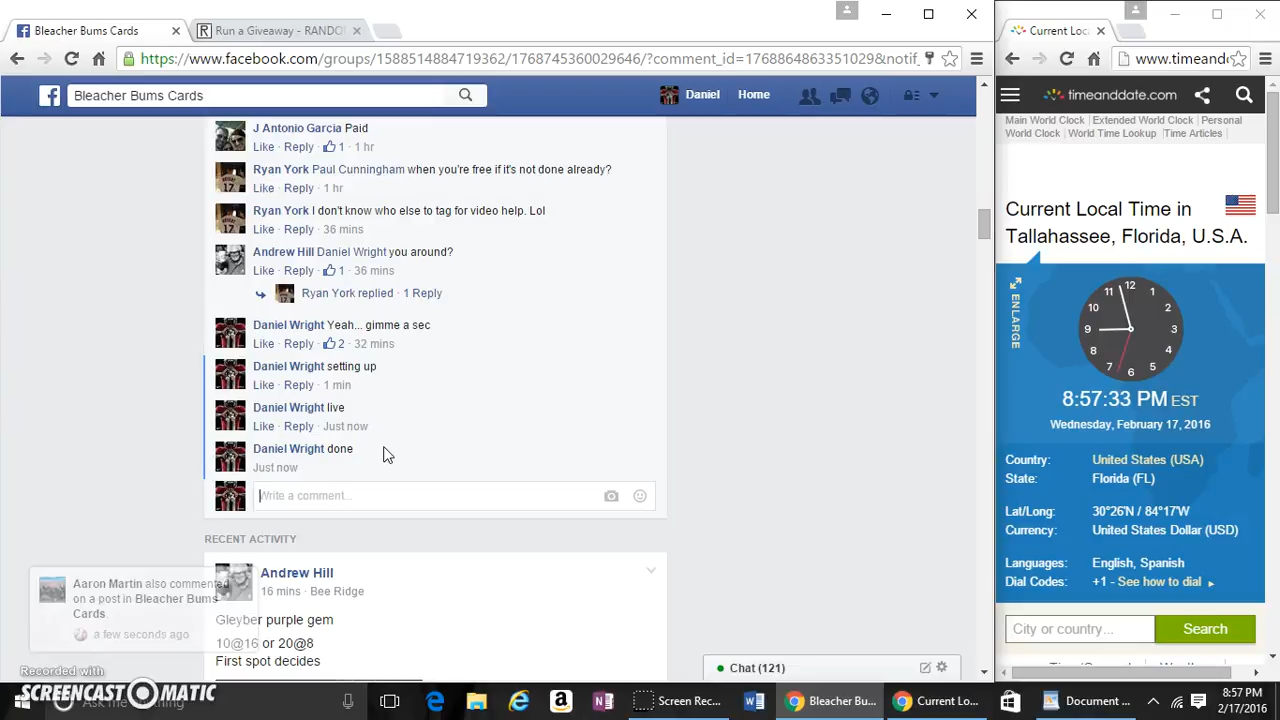 Bleacher Bums Cards
Run a Giveaway - RANDO
Current Loc
https://www.facebook.com/groups/1588514884719362/1768745360029646/?comment_id=1768864863351029&notif_
www.timeand
Bleacher Bums Cards
Daniel
Home
timeanddate.com
Main World Clock Extended World Clock Personal
World Clock World Time Lookup Time Articles
J Antonio Garcia Paid
Like · Reply · 1 · 1 hr
Ryan York Paul Cunningham when you're free if it's not done already?
Like · Reply · 1 hr
Ryan York I don't know who else to tag for video help. Lol
Like · Reply · 36 mins
Andrew Hill Daniel Wright you around?
Like · Reply · 1 · 36 mins
Ryan York replied · 1 Reply
Daniel Wright Yeah... gimme a sec
Like · Reply · 2 · 32 mins
Daniel Wright setting up
Like · Reply · 1 min
Daniel Wright live
Like · Reply · Just now
Daniel Wright done
Just now
Write a comment...
RECENT ACTIVITY
Andrew Hill
16 mins · Bee Ridge
Gleyber purple gem
10@16 or 20@8
First spot decides
Aaron Martin also commented
on a post in Bleacher Bums
Cards
a few seconds ago
Chat (121)
Current Local Time in
Tallahassee, Florida, U.S.A.
ENLARGE
12
1
2
3
4
5
6
7
8
9
10
11
8:57:33 PM EST
Wednesday, February 17, 2016
Country: United States (USA)
State: Florida (FL)
Lat/Long: 30°26'N / 84°17'W
Currency: United States Dollar (USD)
Languages: English, Spanish
Dial Codes: +1 - See how to dial
City or country...
Search
Recorded with
SCREENCAST MATIC
Ask me anything
Screen Rec...
Bleacher Bu...
Current Lo...
Document ...
8:57 PM
2/17/2016